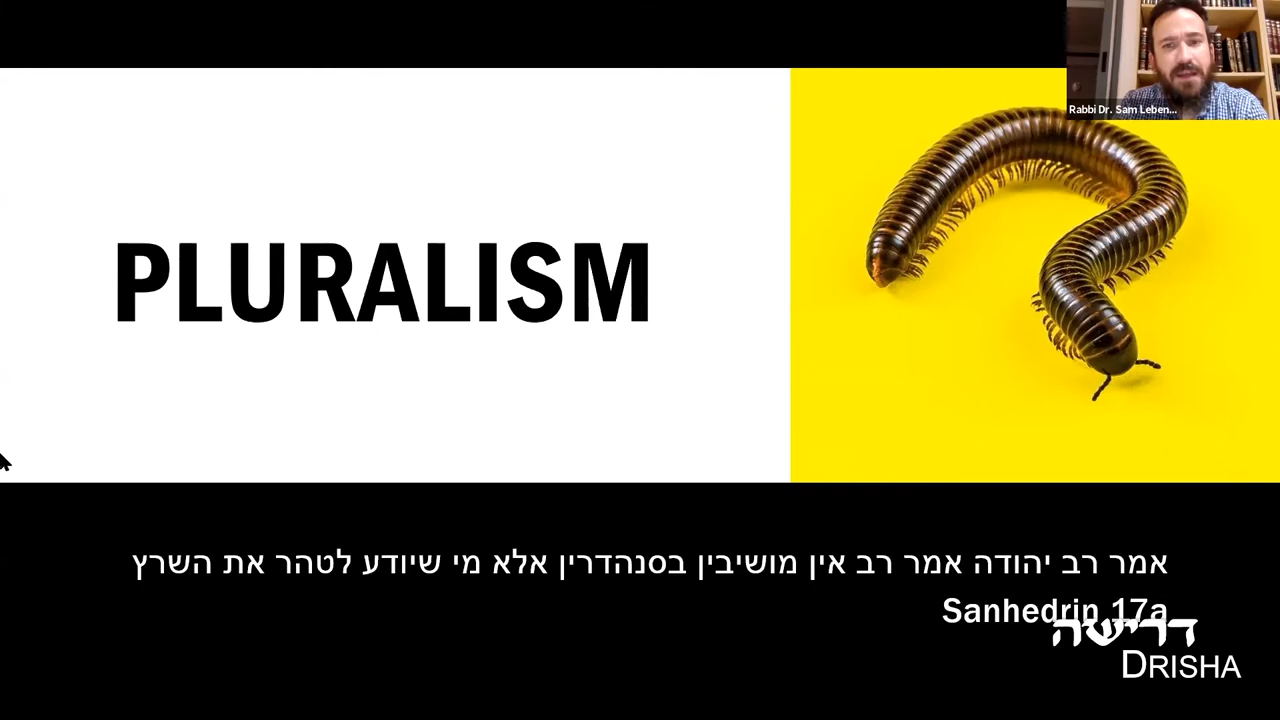 Rabbi Dr. Sam Leben...
PLURALISM
אמר רב יהודה אמר רב אין מושיבין בסנהדרין אלא מי שיודע לטהר את השרץ
Sanhedrin 17a
דרישה
DRISHA